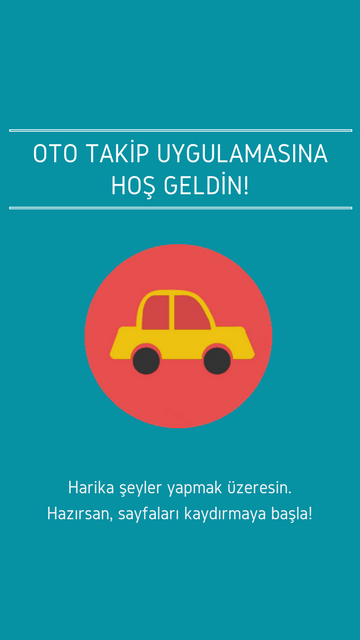 OTO TAKİP UYGULAMASINA
HOŞ GELDİN!
Harika şeyler yapmak üzeresin.
Hazırsan, sayfaları kaydırmaya başla!